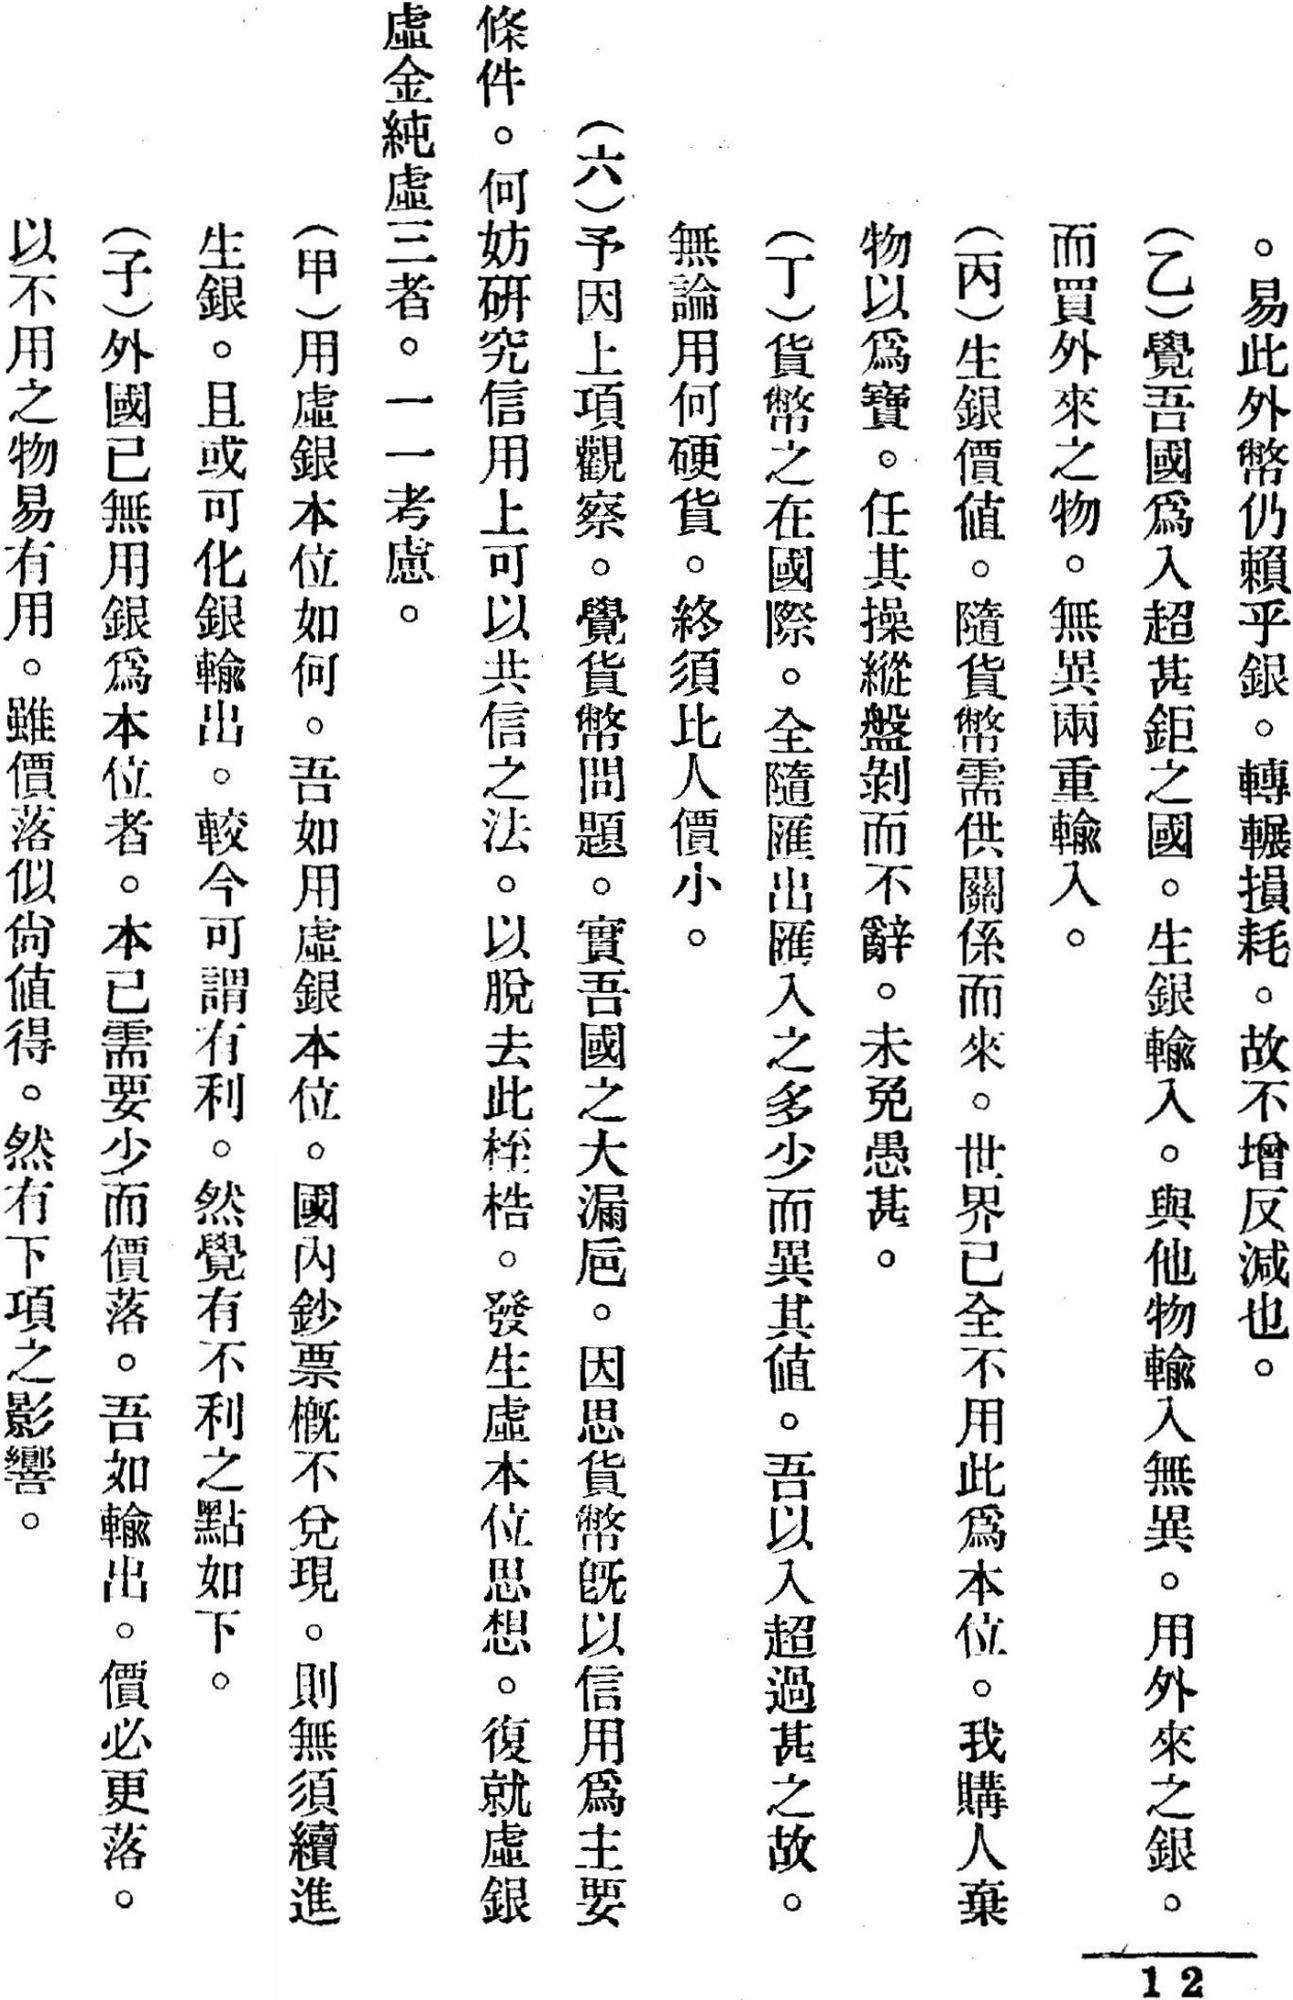 。易此外幣仍賴乎銀。轉輾損耗。故不增反減也。
(乙)覺吾國爲入超甚鉅之國。生銀輸入。與他物輸入無異。用外來之銀。
而買外來之物。無異兩重輸入。
(丙)生銀價值。隨貨幣需供關係而來。世界已全不用此爲本位。我購人棄
物以爲寶。任其操縱盤剝而不辭。未免愚甚。
(丁)貨幣之在國際。全隨匯出匯入之多少而異其值。吾以入超過甚之故。
無論用何硬貨。終須比人價小。
(六)予因上項觀察。覺貨幣問題。實吾國之大漏巵。因思貨幣旣以信用爲主要
條件。何妨硏究信用上可以共信之法。以脫去此桎梏。發生虛本位思想。復就虛銀
虛金純虛三者。一一考慮。
(甲)用虛銀本位如何。吾如用虛銀本位。國內鈔票槪不兌現。則無須續進
生銀。且或可化銀輸出。較今可謂有利。然覺有不利之點如下。
(子)外國已無用銀爲本位者。本已需要少而價落。吾如輸出。價必更落。
以不用之物易有用。雖價落似尙值得。然有下項之影響。
12